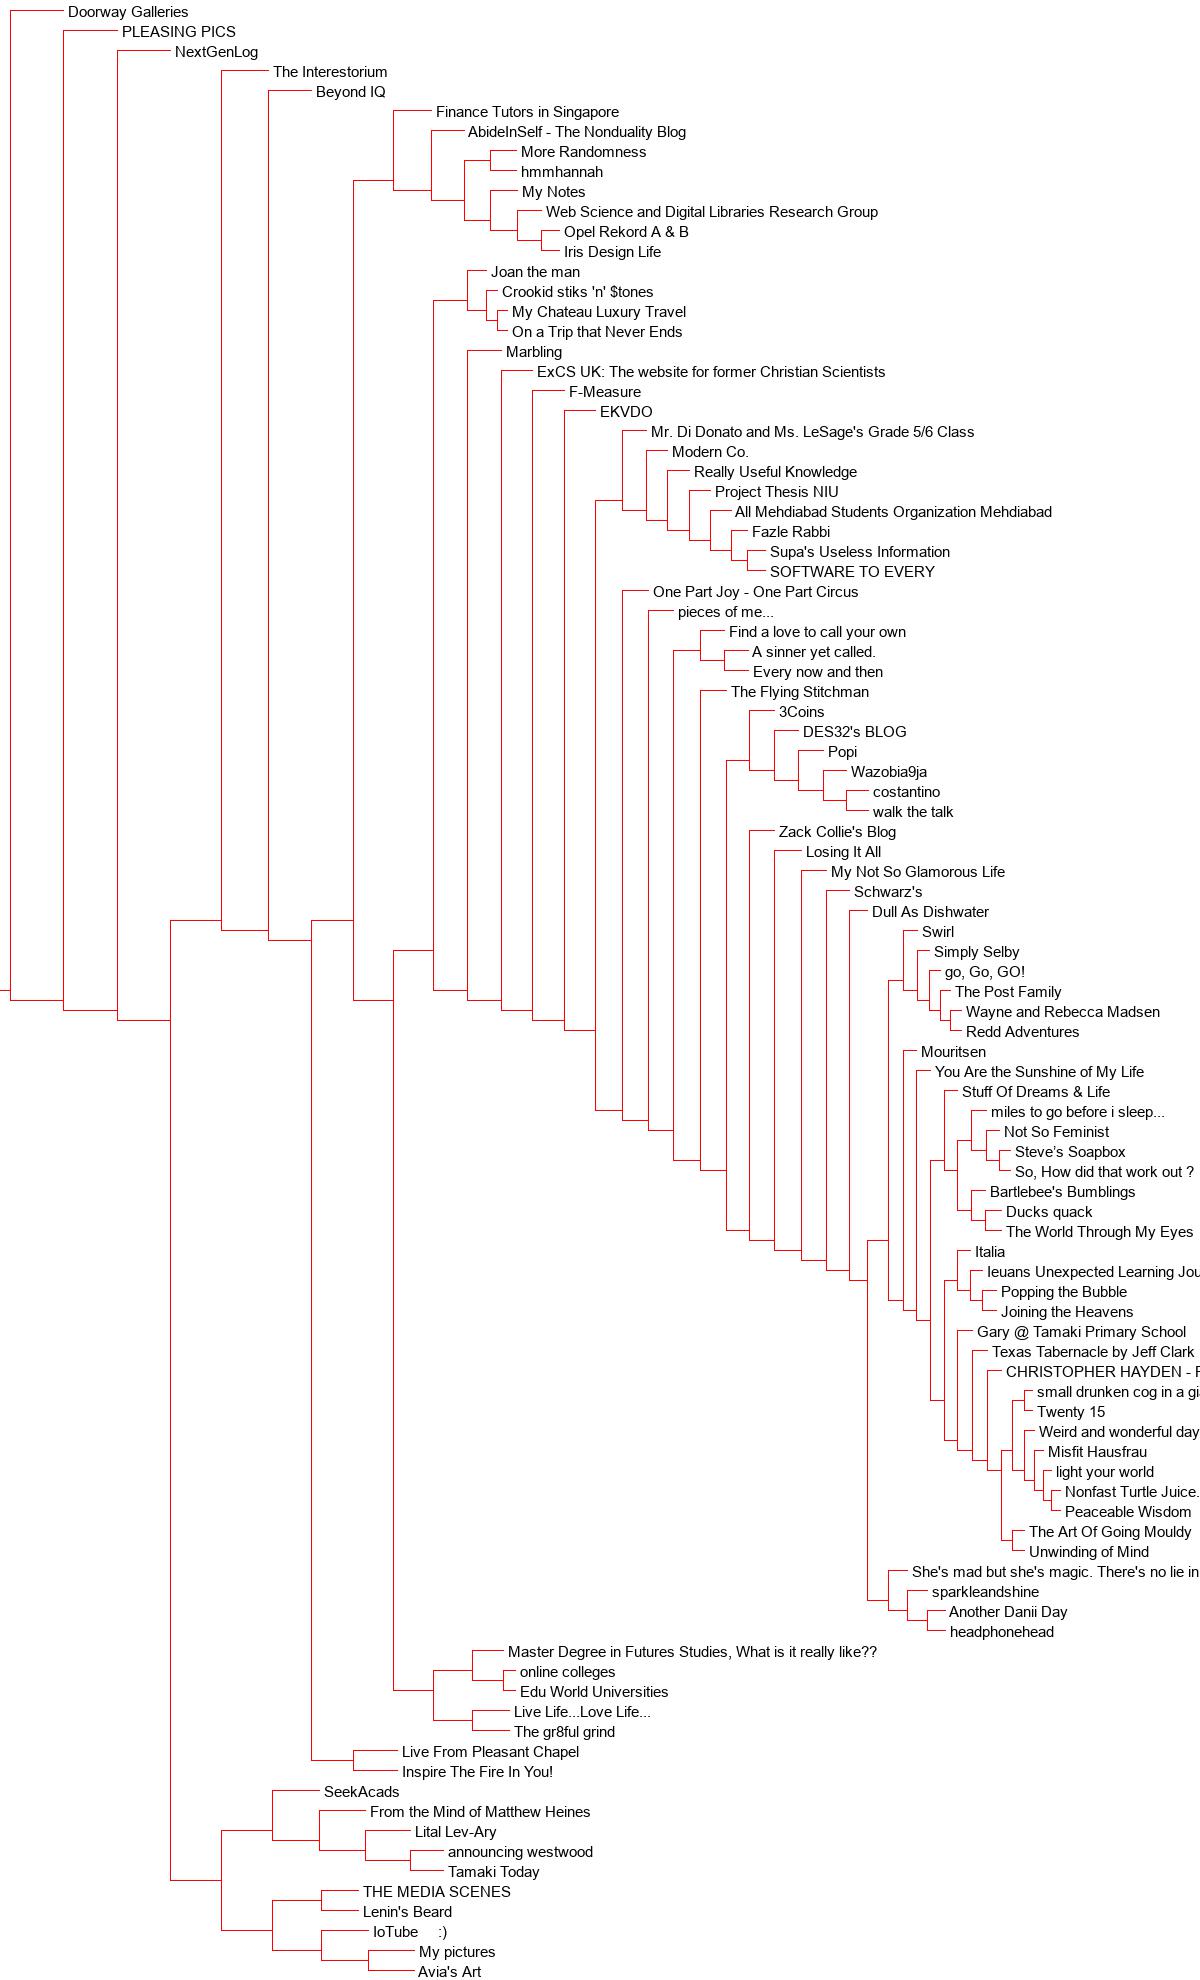 Doorway Galleries
PLEASING PICS
NextGenLog
The Interestorium
Beyond IQ
Finance Tutors in Singapore
AbideInSelf - The Nonduality Blog
More Randomness
hmmhannah
My Notes
Web Science and Digital Libraries Research Group
Opel Rekord A & B
Iris Design Life
Joan the man
Crookid stiks 'n' $tones
My Chateau Luxury Travel
On a Trip that Never Ends
Marbling
ExCS UK: The website for former Christian Scientists
F-Measure
EKVDO
Mr. Di Donato and Ms. LeSage's Grade 5/6 Class
Modern Co.
Really Useful Knowledge
Project Thesis NIU
All Mehdiabad Students Organization Mehdiabad
Fazle Rabbi
Supa's Useless Information
SOFTWARE TO EVERY
One Part Joy - One Part Circus
pieces of me...
Find a love to call your own
A sinner yet called.
Every now and then
The Flying Stitchman
3Coins
DES32's BLOG
Popi
Wazobia9ja
costantino
walk the talk
Zack Collie's Blog
Losing It All
My Not So Glamorous Life
Schwarz's
Dull As Dishwater
Swirl
Simply Selby
go, Go, GO!
The Post Family
Wayne and Rebecca Madsen
Redd Adventures
Mouritsen
You Are the Sunshine of My Life
Stuff Of Dreams & Life
miles to go before i sleep...
Not So Feminist
Steve’s Soapbox
So, How did that work out ?
Bartlebee's Bumblings
Ducks quack
The World Through My Eyes
Italia
Ieuans Unexpected Learning Jou
Popping the Bubble
Joining the Heavens
Gary @ Tamaki Primary School
Texas Tabernacle by Jeff Clark
CHRISTOPHER HAYDEN -
small drunken cog in a gi
Twenty 15
Weird and wonderful day
Misfit Hausfrau
light your world
Nonfast Turtle Juice.
Peaceable Wisdom
The Art Of Going Mouldy
Unwinding of Mind
She's mad but she's magic. There's no lie in
sparkleandshine
Another Danii Day
headphonehead
Master Degree in Futures Studies, What is it really like??
online colleges
Edu World Universities
Live Life...Love Life...
The gr8ful grind
Live From Pleasant Chapel
Inspire The Fire In You!
SeekAcads
From the Mind of Matthew Heines
Lital Lev-Ary
announcing westwood
Tamaki Today
THE MEDIA SCENES
Lenin's Beard
IoTube :)
My pictures
Avia's Art